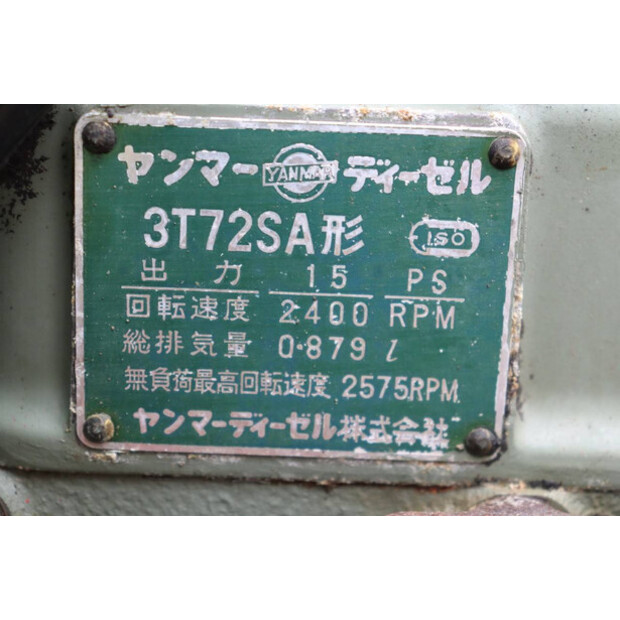 ヤンマー YANMAR ディーゼル
3T72SA形 ISO
出力 15 PS
回転速度 2400 RPM
総排気量 0.879 l
無負荷最高回転速度 2575RPM
ヤンマーディーゼル株式会社